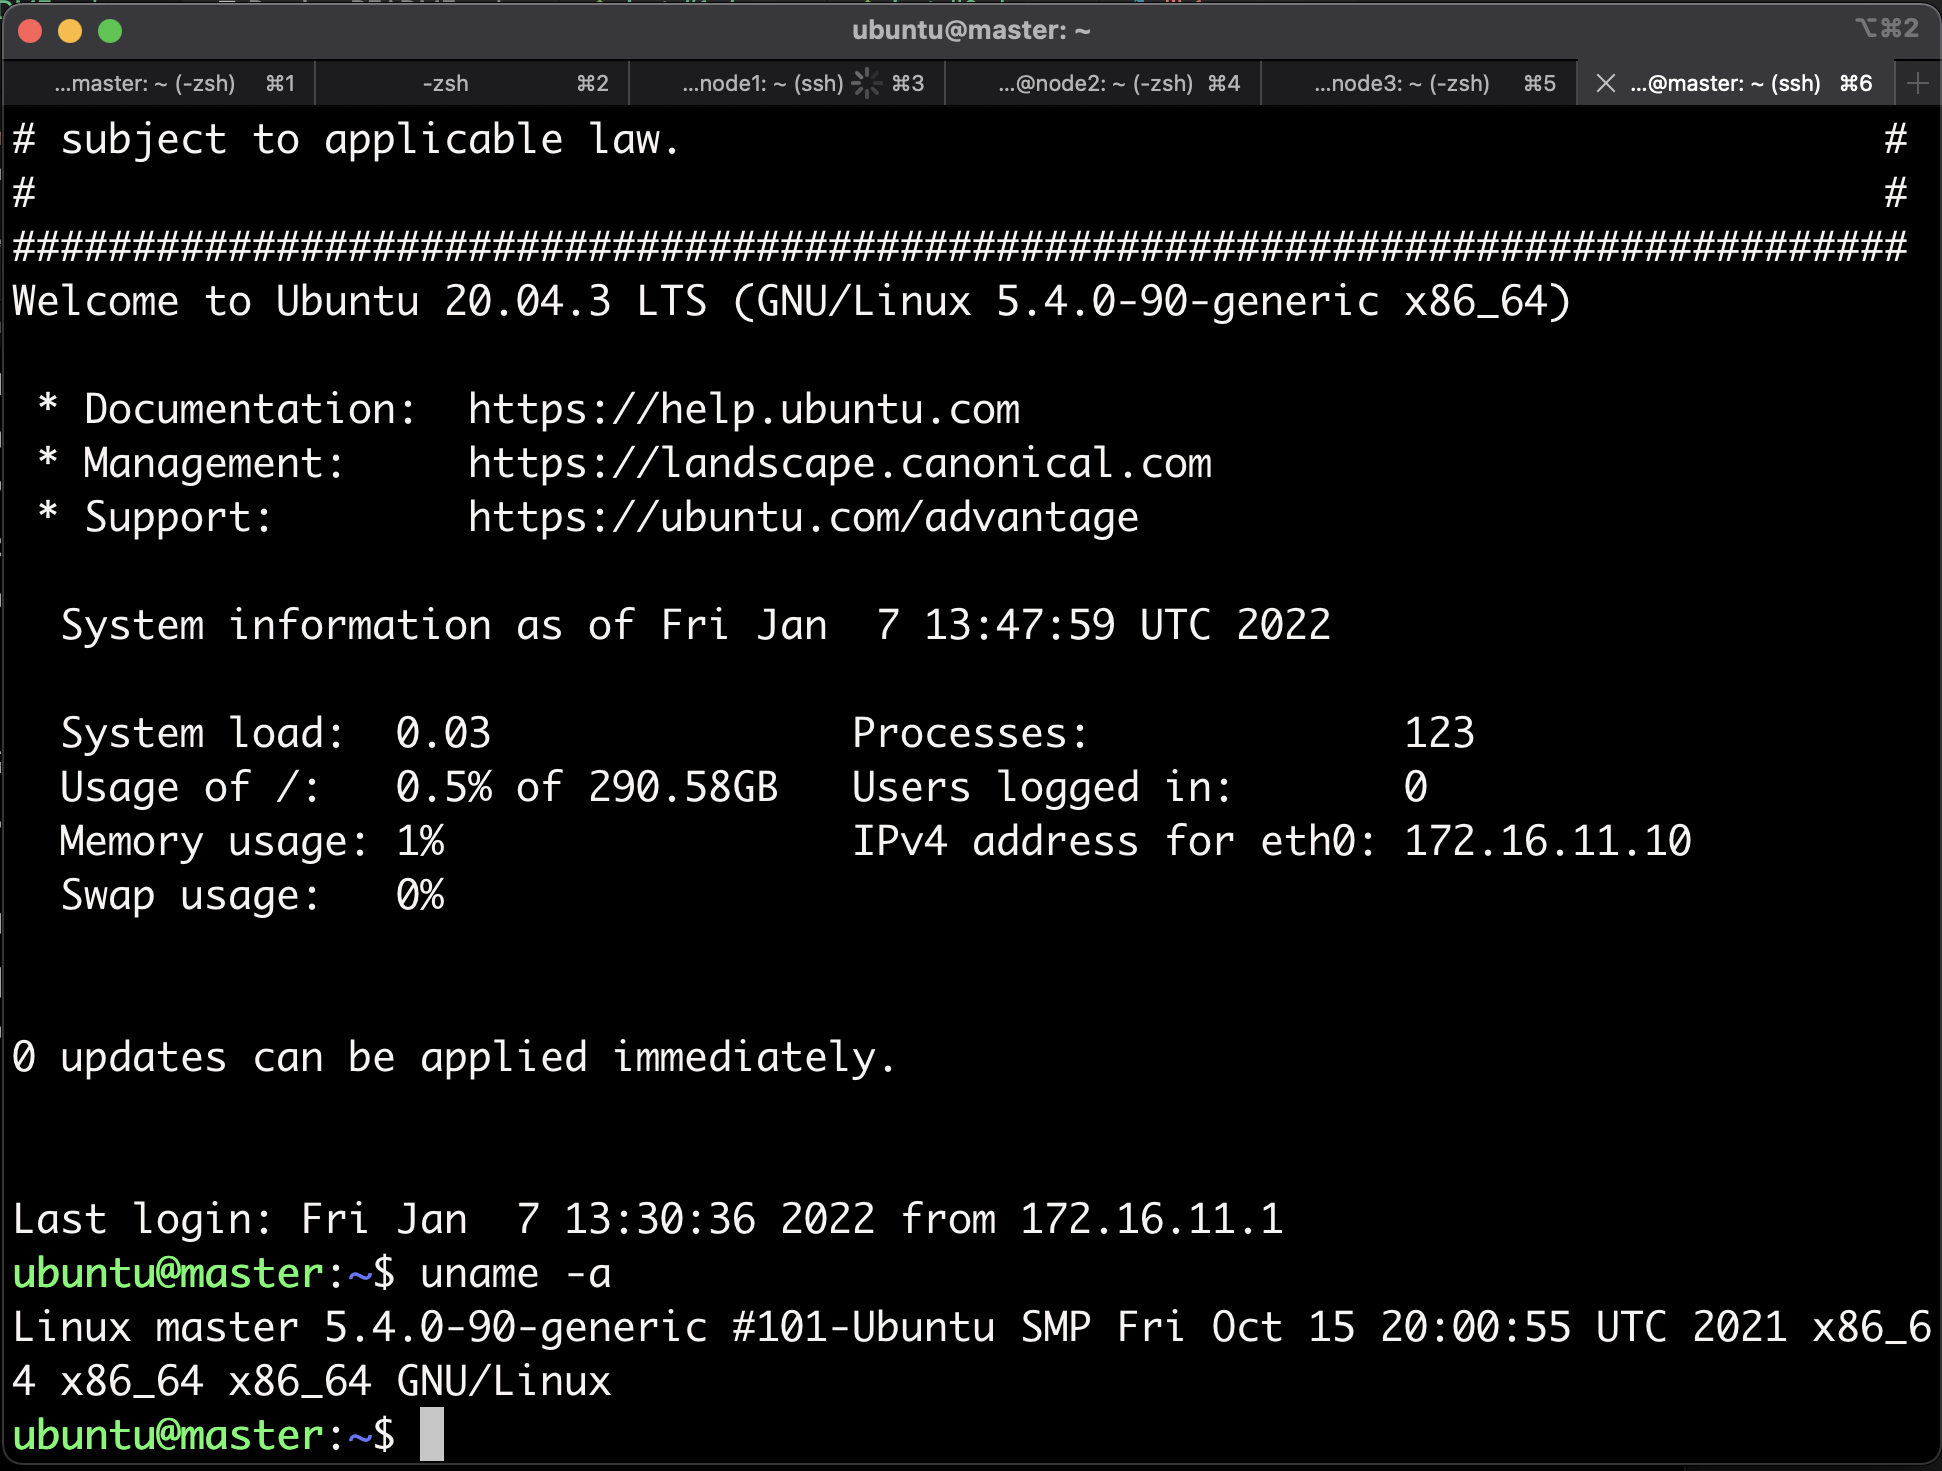 ubuntu@master: ~ ⌥⌘2
...master: ~ (-zsh) ⌘1 -zsh ⌘2 ...node1: ~ (ssh) ⌘3 ...@node2: ~ (-zsh) ⌘4 ...node3: ~ (-zsh) ⌘5 ...@master: ~ (ssh) ⌘6
# subject to applicable law. #
# #
###############################################################################
Welcome to Ubuntu 20.04.3 LTS (GNU/Linux 5.4.0-90-generic x86_64)
* Documentation: https://help.ubuntu.com
* Management: https://landscape.canonical.com
* Support: https://ubuntu.com/advantage
System information as of Fri Jan 7 13:47:59 UTC 2022
System load: 0.03 Processes: 123
Usage of /: 0.5% of 290.58GB Users logged in: 0
Memory usage: 1% IPv4 address for eth0: 172.16.11.10
Swap usage: 0%
0 updates can be applied immediately.
Last login: Fri Jan 7 13:30:36 2022 from 172.16.11.1
ubuntu@master:~$ uname -a
Linux master 5.4.0-90-generic #101-Ubuntu SMP Fri Oct 15 20:00:55 UTC 2021 x86_6
4 x86_64 x86_64 GNU/Linux
ubuntu@master:~$